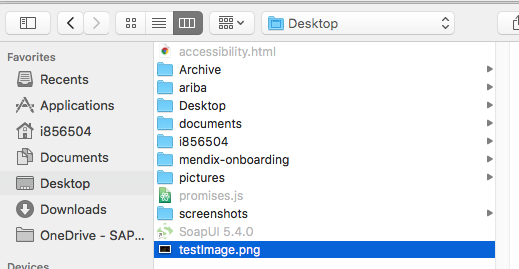 Desktop
Favorites
Recents
Applications
i856504
Documents
Desktop
Downloads
OneDrive - SAP...
Devices
accessibility.html
Archive
ariba
Desktop
documents
i856504
mendix-onboarding
pictures
promises.js
screenshots
SoapUI 5.4.0
testImage.png